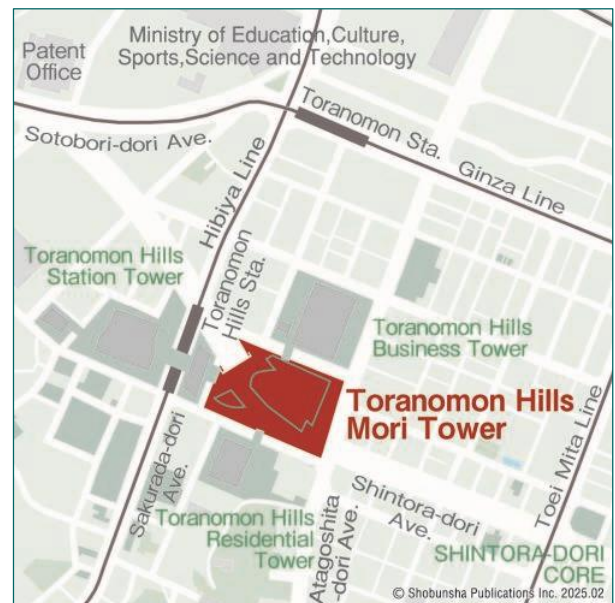 Ministry of Education,Culture,
Sports,Science and Technology
Patent
Office
Toranomon Sta.
Sotobori-dori Ave.
Ginza Line
Hibiya Line
Toranomon Hills
Station Tower
Toranomon
Hills Sta.
Toranomon Hills
Business Tower
Toranomon Hills
Mori Tower
Toei Mita Line
Sakurada-dori
Ave.
Shintora-dori
Ave.
Toranomon Hills
Residential
Tower
Atagoshita
-dori Ave.
SHINTORA-DORI
CORE
© Shobunsha Publications Inc. 2025.02